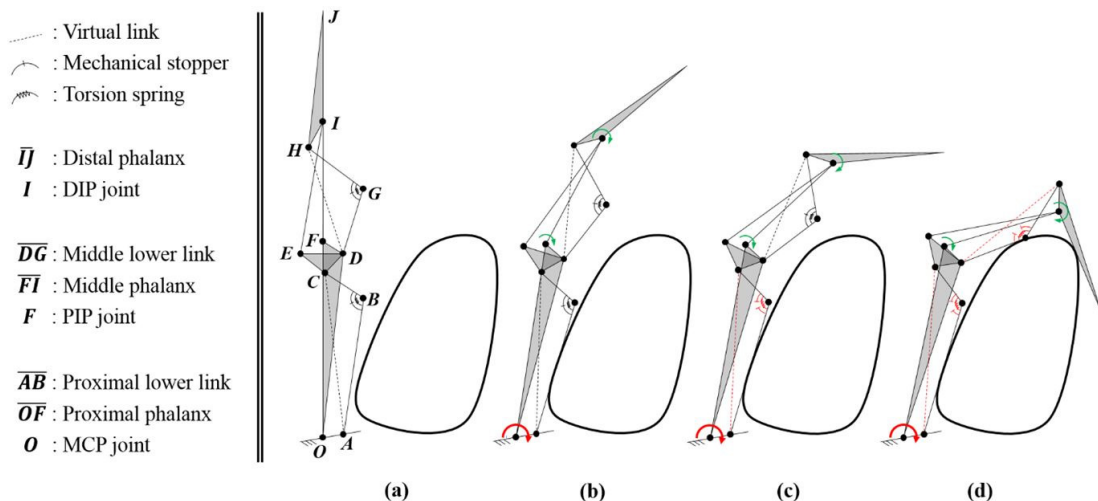 : Virtual link
: Mechanical stopper
: Torsion spring
IJ : Distal phalanx
I : DIP joint
DG : Middle lower link
FI : Middle phalanx
F : PIP joint
AB : Proximal lower link
OF : Proximal phalanx
O : MCP joint
J
I
H
G
F
E
D
C
B
O
A
(a)
(b)
(c)
(d)